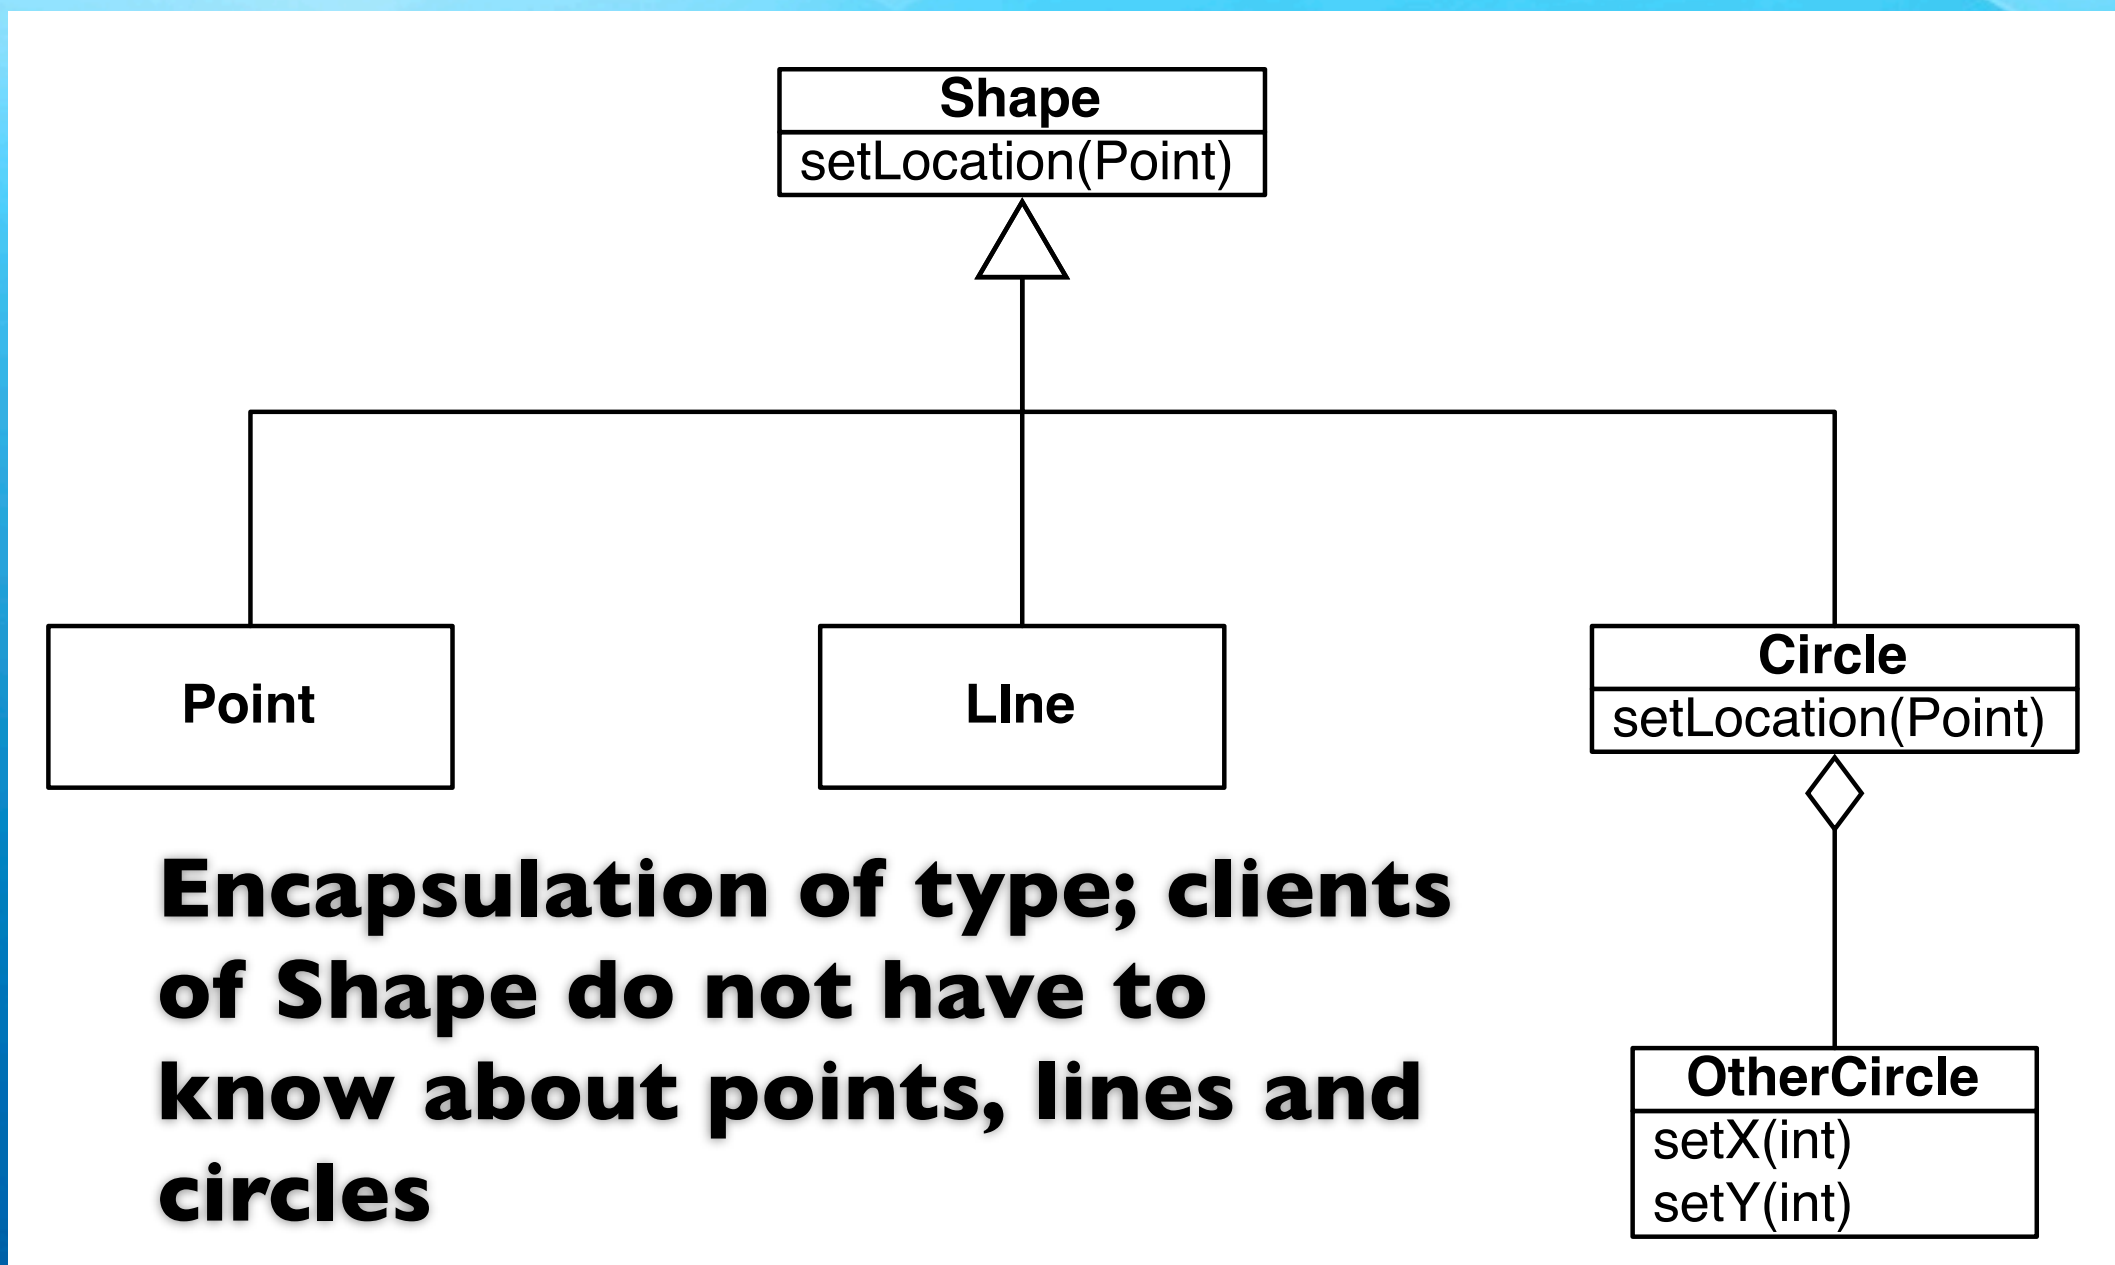 Shape
setLocation(Point)
Point
LIne
Circle
setLocation(Point)
Encapsulation of type; clients
of Shape do not have to
know about points, lines and
circles
OtherCircle
setX(int)
setY(int)